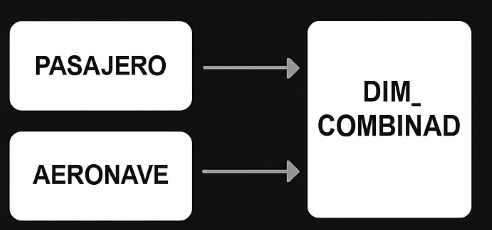 PASAJERO
AERONAVE
DIM_
COMBINAD